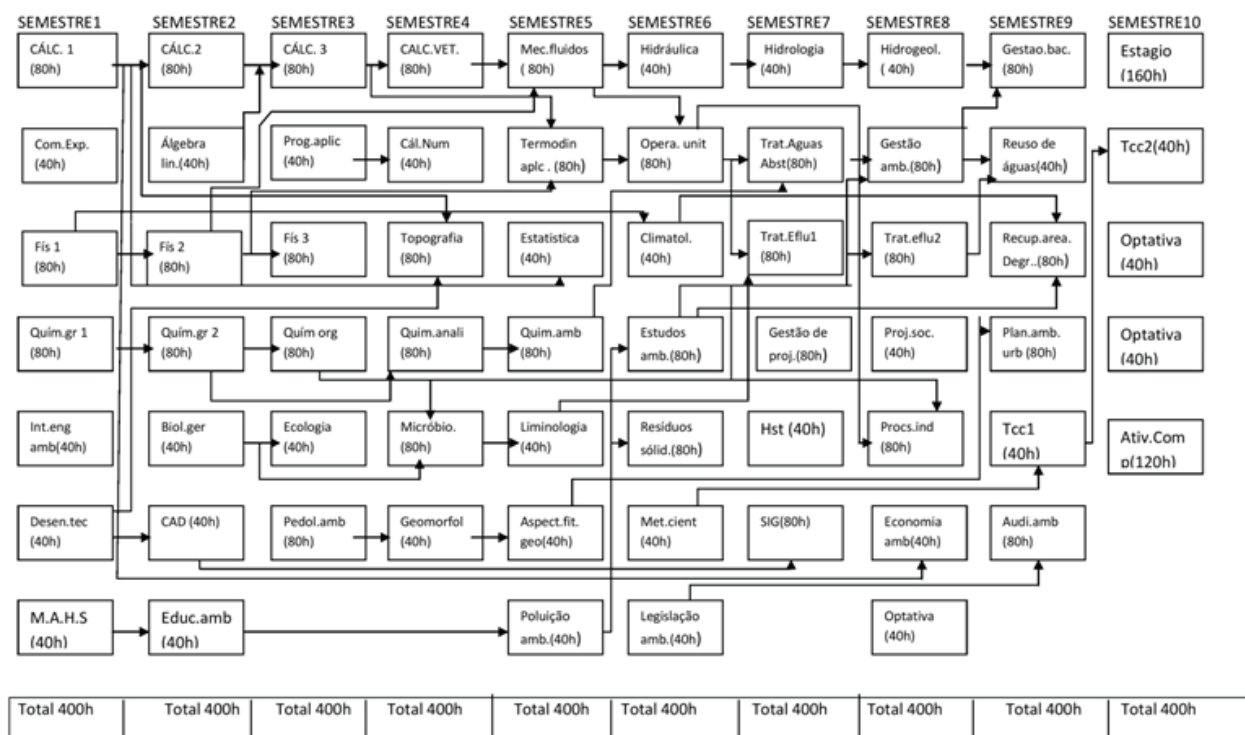 SEMESTRE1 SEMESTRE2 SEMESTRE3 SEMESTRE4 SEMESTRE5 SEMESTRE6 SEMESTRE7 SEMESTRE8 SEMESTRE9 SEMESTRE10
CÁLC. 1
(80h)
CÁLC.2
(80h)
CÁLC. 3
(80h)
CALC.VET.
(80h)
Mec.fluidos
( 80h)
Hidráulica
(40h)
Hidrologia
(40h)
Hidrogeol.
( 40h)
Gestao.bac.
(80h)
Estagio
(160h)
Com.Exp.
(40h)
Álgebra
lin.(40h)
Prog.aplic
(40h)
Cál.Num
(40h)
Termodin
aplc . (80h)
Opera. unit
(80h)
Trat.Aguas
Abst(80h)
Gestão
amb.(80h)
Reuso de
águas(40h)
Tcc2(40h)
Fís 1
(80h)
Fís 2
(80h)
Fís 3
(80h)
Topografia
(80h)
Estatistica
(40h)
Climatol.
(40h)
Trat.Eflu1
(80h)
Trat.eflu2
(80h)
Recup.area.
Degr..(80h)
Optativa
(40h)
Quím.gr 1
(80h)
Quím.gr 2
(80h)
Quím org
(80h)
Quim.anali
(80h)
Quim.amb
(80h)
Estudos
amb.(80h)
Gestão de
proj.(80h)
Proj.soc.
(40h)
Plan.amb.
urb (80h)
Optativa
(40h)
Int.eng
amb(40h)
Biol.ger
(40h)
Ecologia
(40h)
Micróbio.
(80h)
Liminologia
(40h)
Resíduos
sólid.(80h)
Hst (40h)
Procs.ind
(80h)
Tcc1
(40h)
Ativ.Com
p(120h)
Desen.tec
(40h)
CAD (40h)
Pedol.amb
(80h)
Geomorfol
(40h)
Aspect.fit.
geo(40h)
Met.cient
(40h)
SIG(80h)
Economia
amb(40h)
Audi.amb
(80h)
M.A.H.S
(40h)
Educ.amb
(40h)
Poluição
amb.(40h)
Legislação
amb.(40h)
Optativa
(40h)
Total 400h Total 400h Total 400h Total 400h Total 400h Total 400h Total 400h Total 400h Total 400h Total 400h